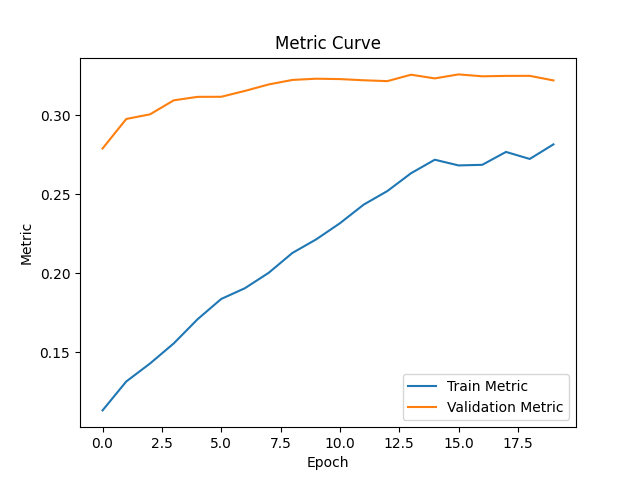 Metric Curve
0.30
0.25
0.20
0.15
Metric
0.0 2.5 5.0 7.5 10.0 12.5 15.0 17.5
Epoch
Train Metric
Validation Metric